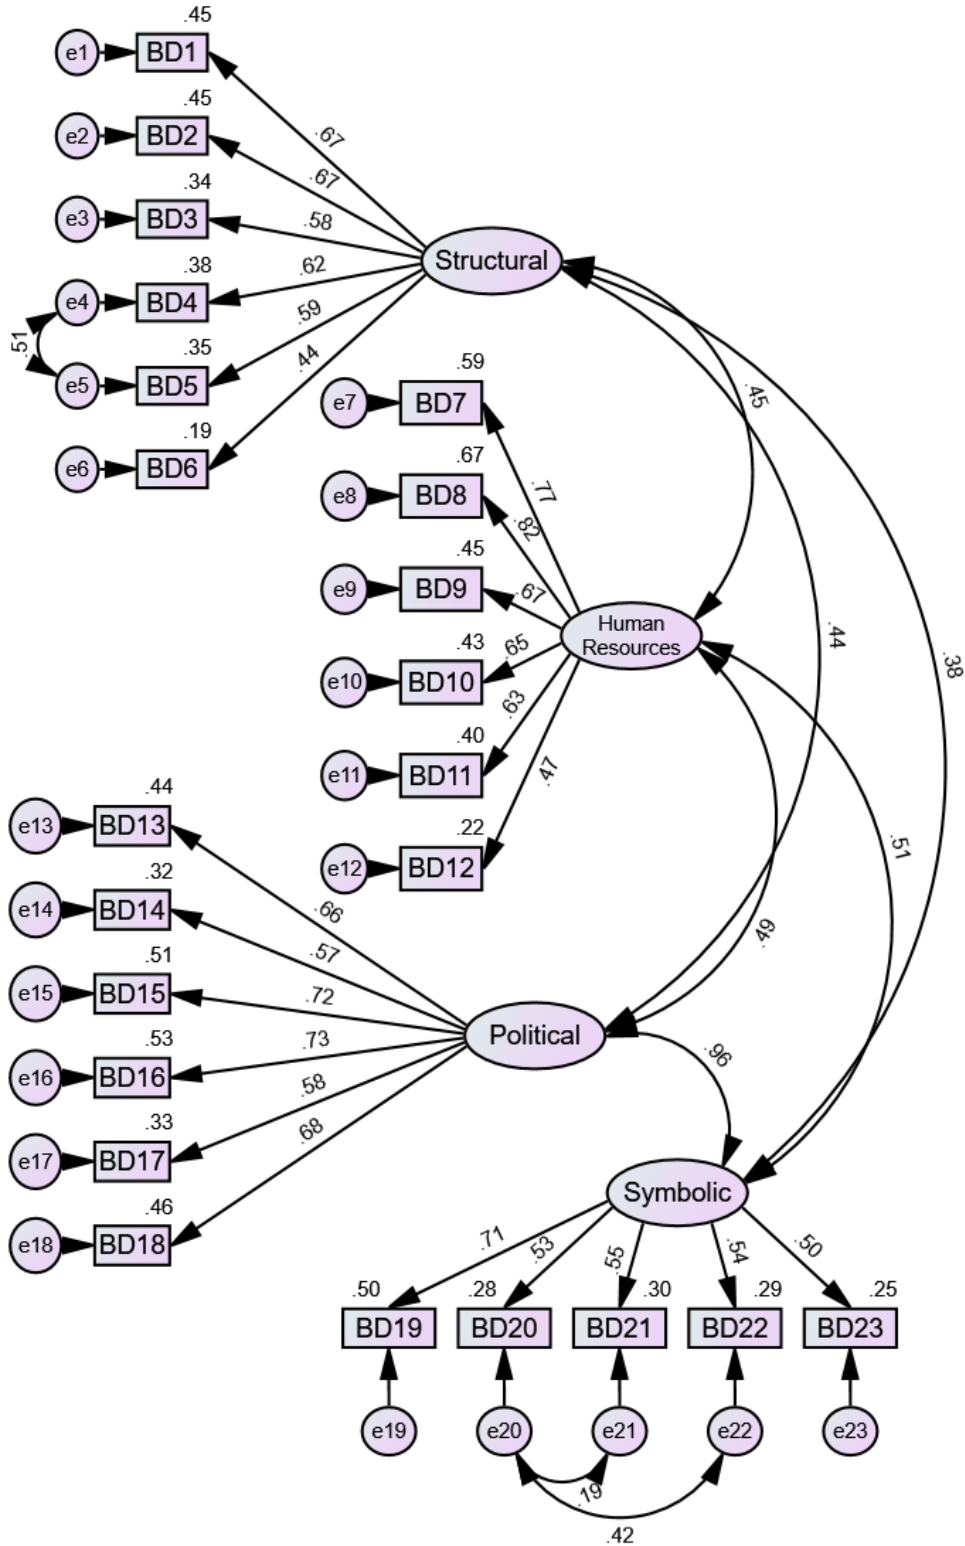 .45
e1 BD1
.67
.45
e2 BD2
.67
.34
e3 BD3
.58
Structural
.38
e4 BD4
.62
.51
.59
.35
e5 BD5
.44
.19
e6 BD6
.45
.59
e7 BD7
.77
.67
e8 BD8
.82
.45
e9 BD9
.67
Human
Resources
.43
e10 BD10
.65
.44
.38
.63
.40
e11 BD11
.47
.22
e12 BD12
.51
.44
e13 BD13
.66
.32
e14 BD14
.57
.49
.51
e15 BD15
.72
Political
.53
e16 BD16
.73
.96
.58
.33
e17 BD17
.68
.46
e18 BD18
Symbolic
.71 .53 .55 .54 .50
.50 .28 .30 .29 .25
BD19 BD20 BD21 BD22 BD23
e19 e20 e21 e22 e23
.19
.42